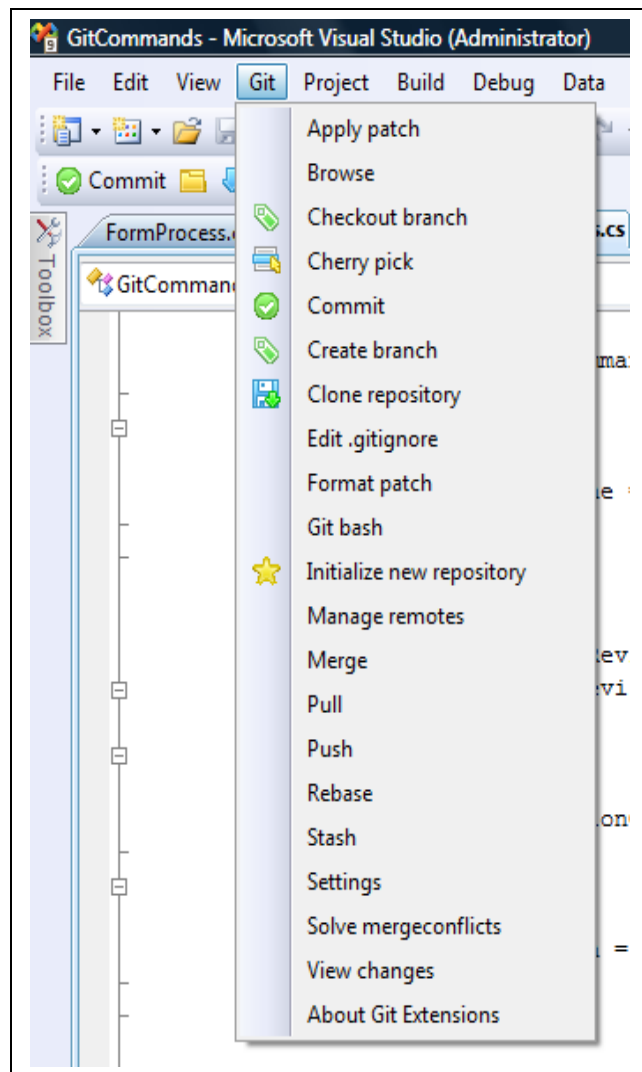 GitCommands - Microsoft Visual Studio (Administrator)
File Edit View Git Project Build Debug Data
Commit
Toolbox
FormProcess.
s.cs
GitComman
Apply patch
Browse
Checkout branch
Cherry pick
Commit
Create branch
Clone repository
Edit .gitignore
Format patch
Git bash
Initialize new repository
Manage remotes
Merge
Pull
Push
Rebase
Stash
Settings
Solve mergeconflicts
View changes
About Git Extensions